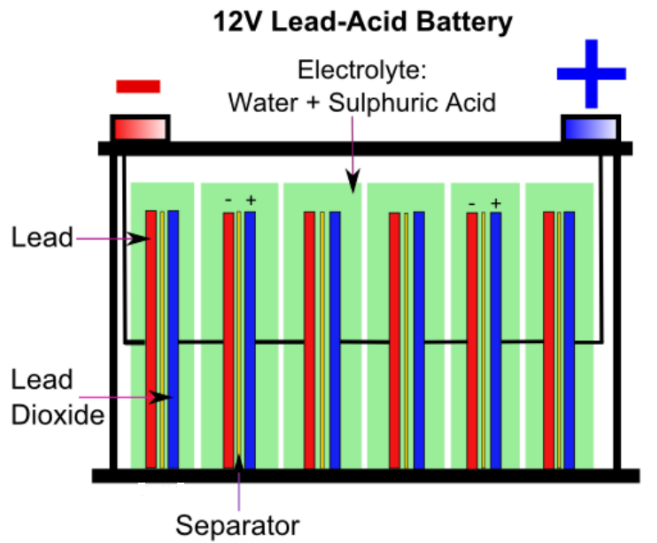 12V Lead-Acid Battery
Electrolyte:
Water + Sulphuric Acid
- +
- +
Lead
Lead
Dioxide
Separator